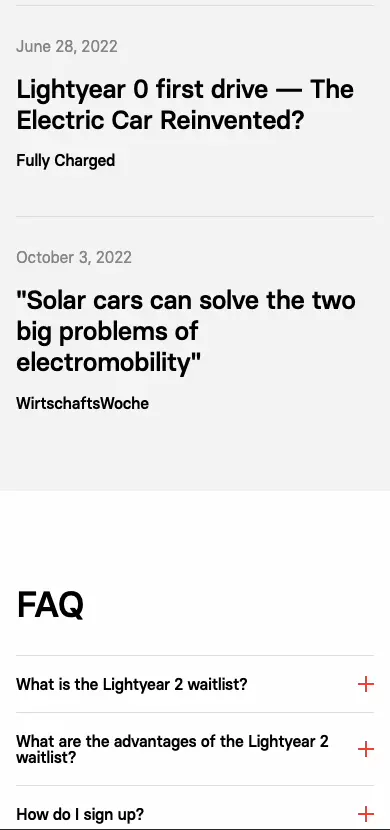 June 28, 2022
Lightyear 0 first drive — The
Electric Car Reinvented?
Fully Charged
October 3, 2022
"Solar cars can solve the two
big problems of
electromobility"
WirtschaftsWoche
FAQ
What is the Lightyear 2 waitlist?
What are the advantages of the Lightyear 2
waitlist?
How do I sign up?